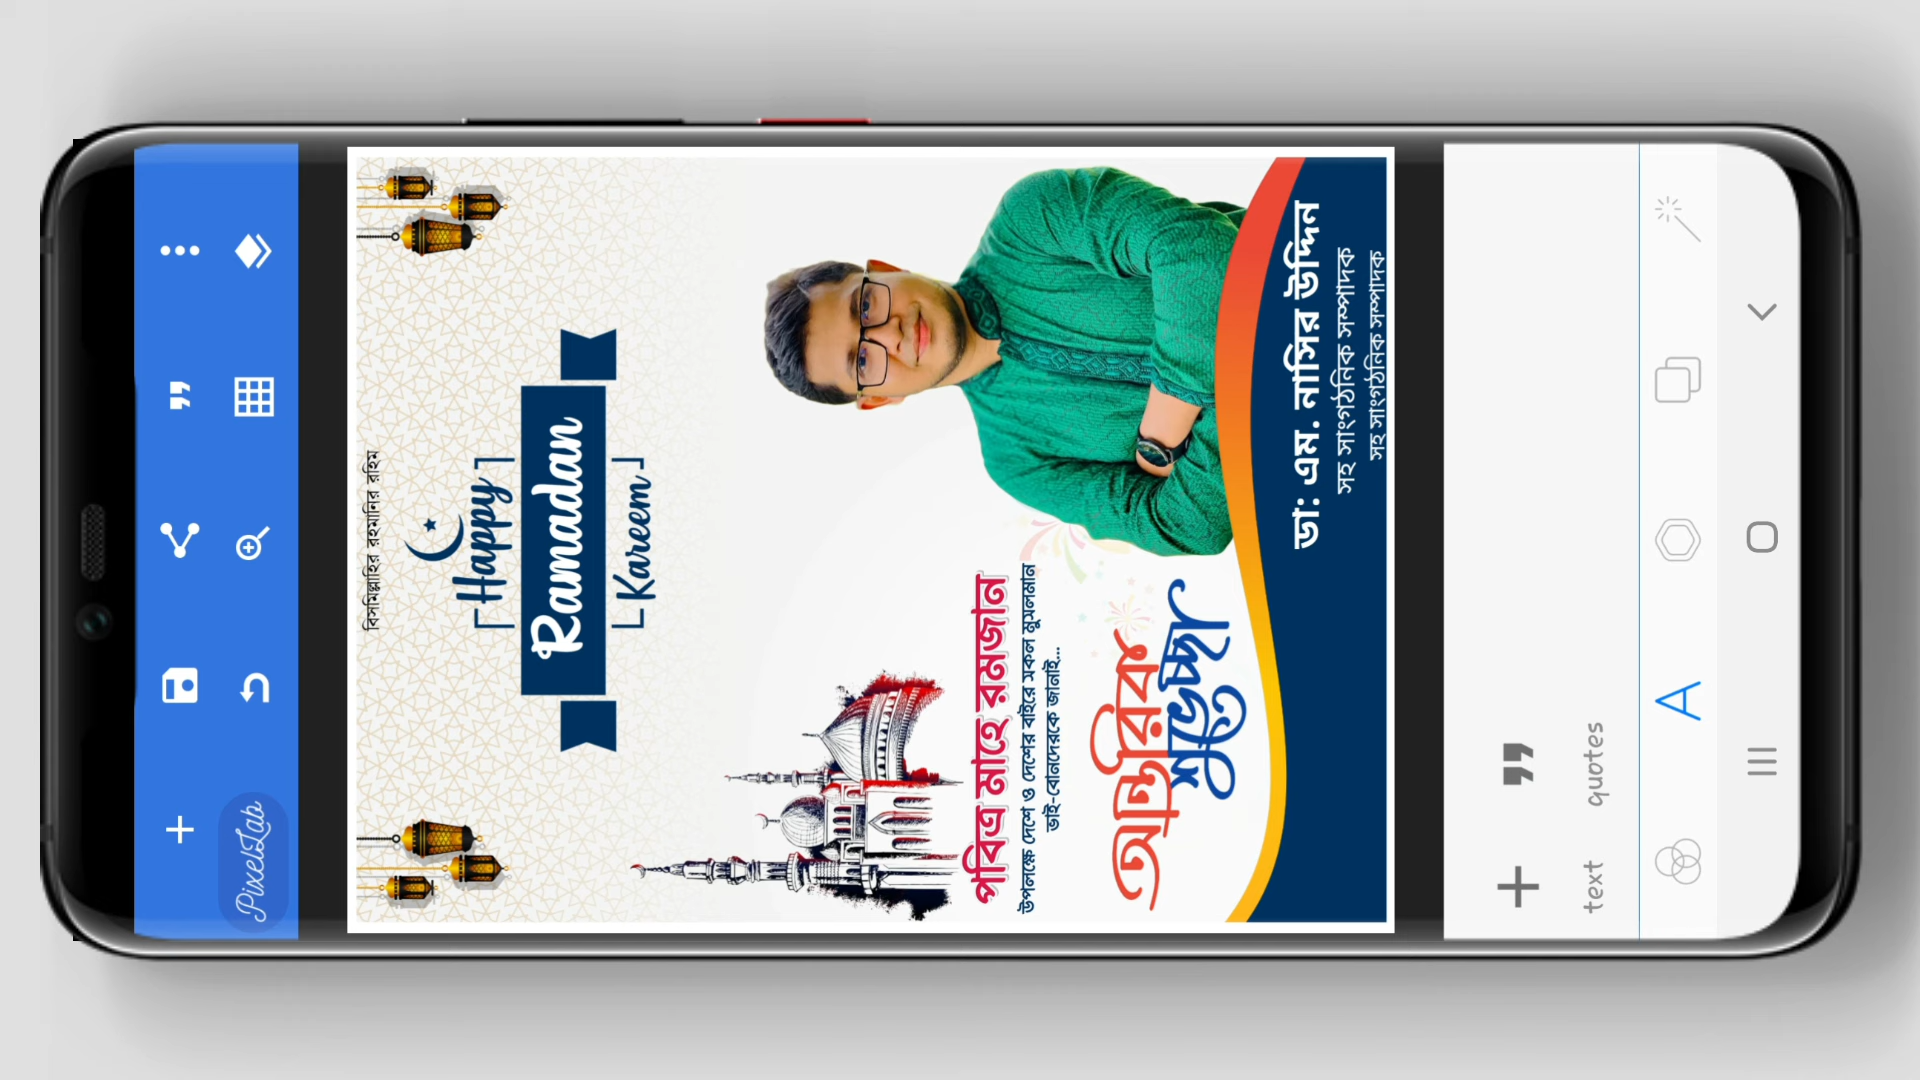 PixelLab
বিসমিল্লাহির রহমানির রহিম
Happy
Ramadan
Kareem
পবিত্র মাহে রমজান
উপলক্ষে দেশে ও দেশের বাইরে সকল মুসলমান
ভাই-বোনদেরকে জানাই...
আন্তরিক
শুভেচ্ছা
ডা: এম. নাসির উদ্দিন
সহ সাংগঠনিক সম্পাদক
সহ সাংগঠনিক সম্পাদক
text quotes
A